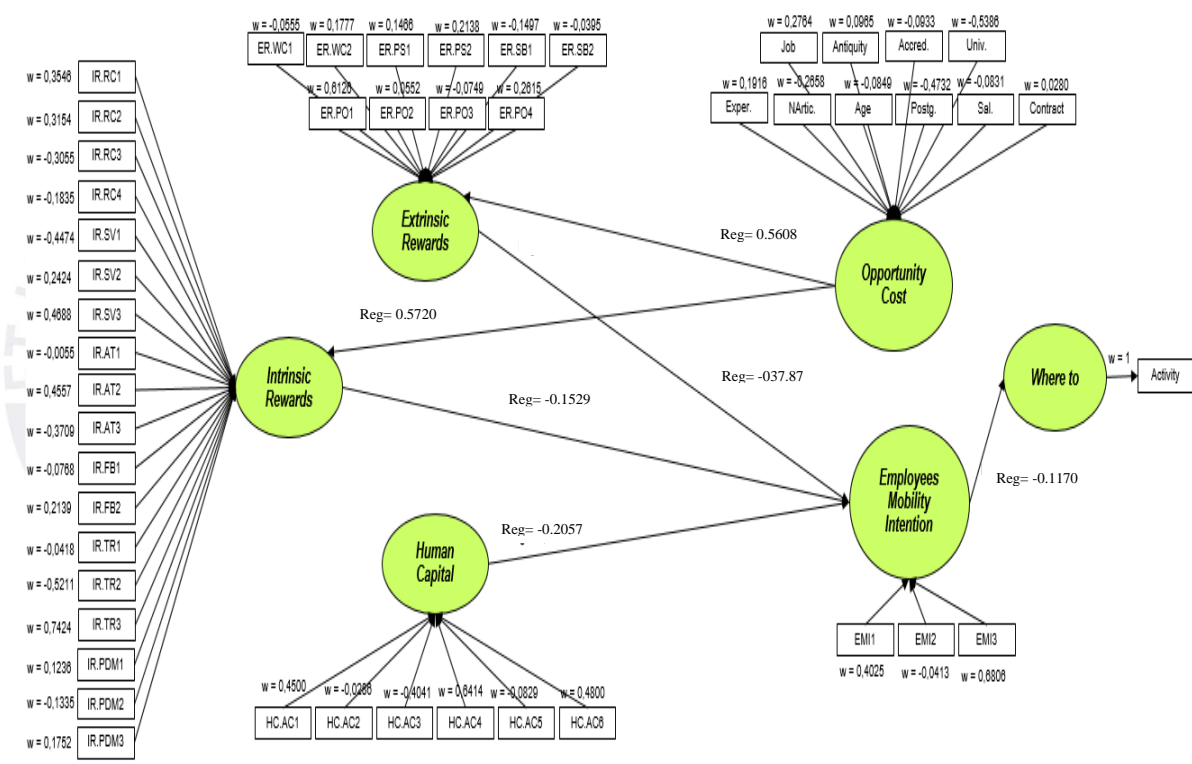 w = -0,0555 w = 0,1777 w = 0,1466 w = 0,2138 w = -0,1497 w = -0,0395
ER.WC1 ER.WC2 ER.PS1 ER.PS2 ER.SB1 ER.SB2
w = 0,6126 w = 0,0552 w = -0,0749 w = 0,2615
ER.PO1 ER.PO2 ER.PO3 ER.PO4
w = 0,2764 w = 0,0965 w = -0,0933 w = -0,5386
Job Antiquity Accred. Univ.
w = 0,1916 w = -0,2658 w = -0,0849 w = -0,4732 w = -0,0831 w = 0,0280
Exper. NArtic. Age Postg. Sal. Contract
w = 0,3546 IR.RC1
w = 0,3154 IR.RC2
w = -0,3055 IR.RC3
w = -0,1835 IR.RC4
w = -0,4474 IR.SV1
w = 0,2424 IR.SV2
w = 0,4688 IR.SV3
w = -0,0055 IR.AT1
w = 0,4557 IR.AT2
w = -0,3709 IR.AT3
w = -0,0768 IR.FB1
w = 0,2139 IR.FB2
w = -0,0418 IR.TR1
w = -0,5211 IR.TR2
w = 0,7424 IR.TR3
w = 0,1236 IR.PDM1
w = -0,1335 IR.PDM2
w = 0,1752 IR.PDM3
Extrinsic
Rewards
Reg= 0.5608
Opportunity
Cost
Reg= 0.5720
Intrinsic
Rewards
Reg= -037.87
Reg= -0.1529
Where to
w = 1
Activity
Employees
Mobility
Intention
Reg= -0.1170
Reg= -0.2057
Human
Capital
EMI1 EMI2 EMI3
w = 0,4025 w = -0,0413 w = 0,6806
w = 0,4500 w = -0,0286 w = -0,4041 w = 0,6414 w = -0,0829 w = 0,4800
HC.AC1 HC.AC2 HC.AC3 HC.AC4 HC.AC5 HC.AC6